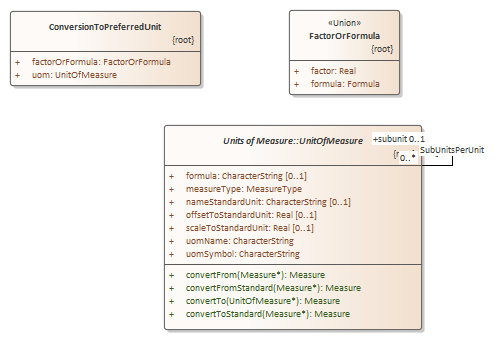 ConversionToPreferredUnit
{root}
+ factorOrFormula: FactorOrFormula
+ uom: UnitOfMeasure
«Union»
FactorOrFormula
{root}
+ factor: Real
+ formula: Formula
Units of Measure::UnitOfMeasure
+subunit 0..1
SubUnitsPerUnit
0..*
+ formula: CharacterString [0..1]
+ measureType: MeasureType
+ nameStandardUnit: CharacterString [0..1]
+ offsetToStandardUnit: Real [0..1]
+ scaleToStandardUnit: Real [0..1]
+ uomName: CharacterString
+ uomSymbol: CharacterString
+ convertFrom(Measure*): Measure
+ convertFromStandard(Measure*): Measure
+ convertTo(UnitOfMeasure*): Measure
+ convertToStandard(Measure*): Measure